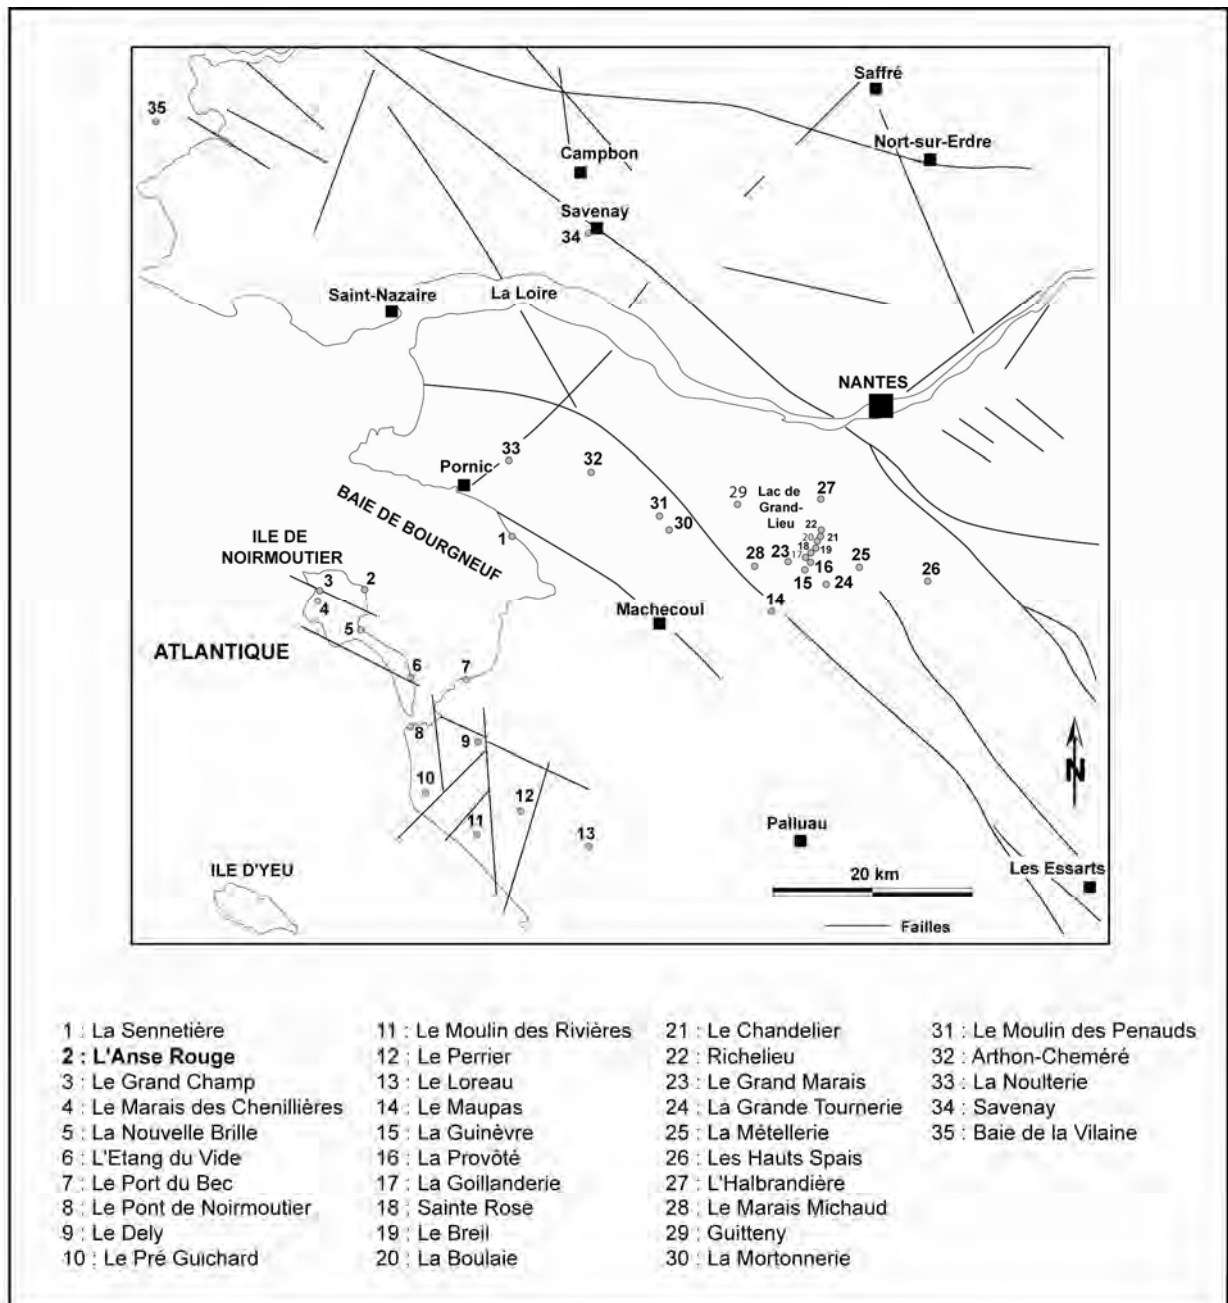 Saffré
35
Nort-sur-Erdre
Campbon
Savenay
34
Saint-Nazaire
La Loire
NANTES
33
32
Pornic
29
Lac de
Grand-
Lieu
27
BAIE DE BOURGNEUF
31
30
22
20
21
1
ILE DE
NOIRMOUTIER
18
19
17
28
23
16
25
26
15
24
3
2
4
14
Machecoul
5
ATLANTIQUE
6
7
8
9
N
10
12
11
13
Palluau
ILE D'YEU
20 km
Les Essarts
Failles
1 : La Sennetière
2 : L'Anse Rouge
3 : Le Grand Champ
4 : Le Marais des Chenillières
5 : La Nouvelle Brille
6 : L'Etang du Vide
7 : Le Port du Bec
8 : Le Pont de Noirmoutier
9 : Le Dely
10 : Le Pré Guichard
11 : Le Moulin des Rivières
12 : Le Perrier
13 : Le Loreau
14 : Le Maupas
15 : La Guinèvre
16 : La Provôté
17 : La Goillanderie
18 : Sainte Rose
19 : Le Breil
20 : La Boulaie
21 : Le Chandelier
22 : Richelieu
23 : Le Grand Marais
24 : La Grande Tournerie
25 : La Métellerie
26 : Les Hauts Spais
27 : L'Halbrandière
28 : Le Marais Michaud
29 : Guitteny
30 : La Mortonnerie
31 : Le Moulin des Penauds
32 : Arthon-Cheméré
33 : La Noulterie
34 : Savenay
35 : Baie de la Vilaine